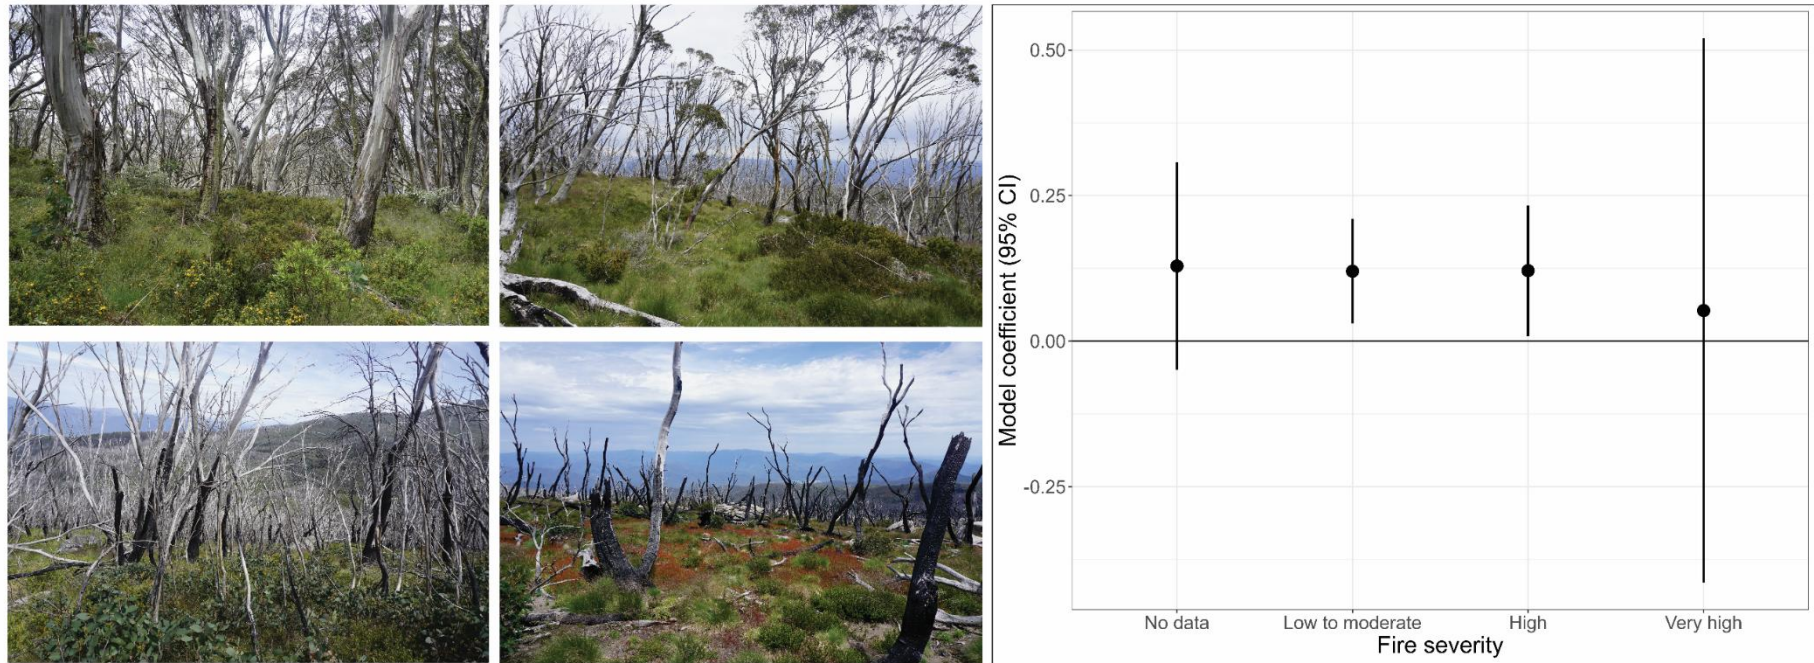 0.50
0.25
0.00
-0.25
Model coefficient (95% CI)
No data
Low to moderate
High
Very high
Fire severity